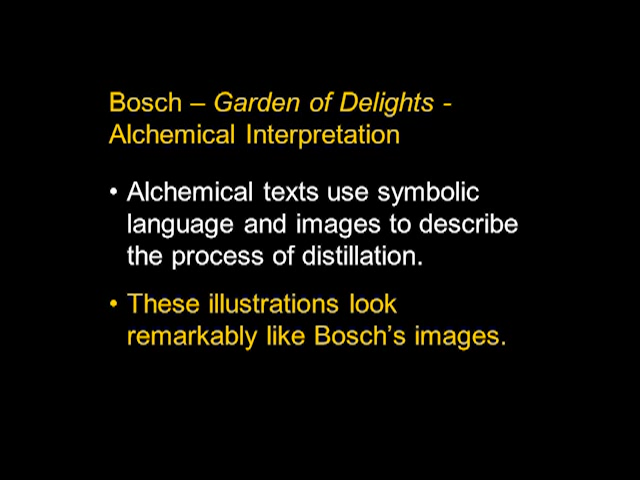 Bosch – Garden of Delights -
Alchemical Interpretation
• Alchemical texts use symbolic
language and images to describe
the process of distillation.
• These illustrations look
remarkably like Bosch’s images.